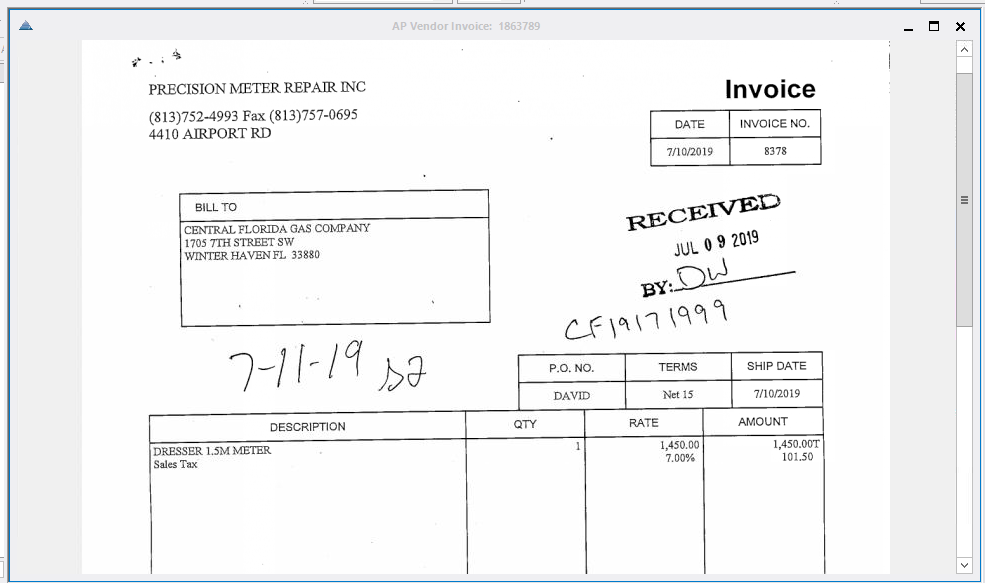 AP Vendor Invoice: 1863789
PRECISION METER REPAIR INC
(813)752-4993 Fax (813)757-0695
4410 AIRPORT RD
Invoice
DATE INVOICE NO.
7/10/2019 8378
BILL TO
CENTRAL FLORIDA GAS COMPANY
1705 7TH STREET SW
WINTER HAVEN FL 33880
RECEIVED
JUL 09 2019
BY: DW
CF19171999
7-11-19
P.O. NO. TERMS SHIP DATE
DAVID Net 15 7/10/2019
DESCRIPTION QTY RATE AMOUNT
DRESSER 1.5M METER 1 1,450.00 1,450.00T
Sales Tax 7.00% 101.50